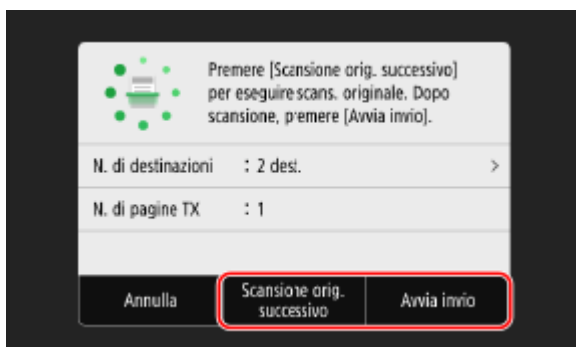 Premere [Scansione orig. successivo]
per eseguire scans. originale. Dopo
scansione, premere [Avvia invio].
N. di destinazioni : 2 dest. >
N. di pagine TX : 1
Annulla
Scansione orig.
successivo
Avvia invio